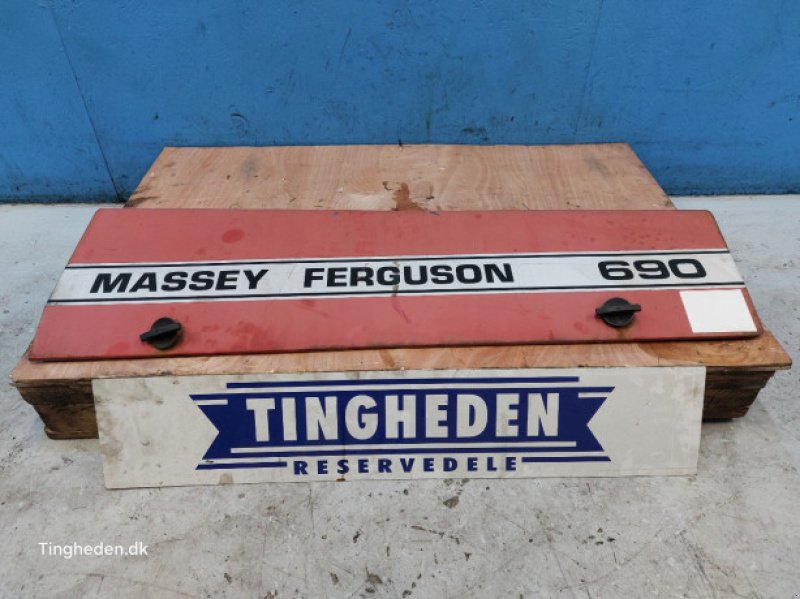 MASSEY FERGUSON 690
TINGHEDEN
RESERVEDELE
Tingheden.dk